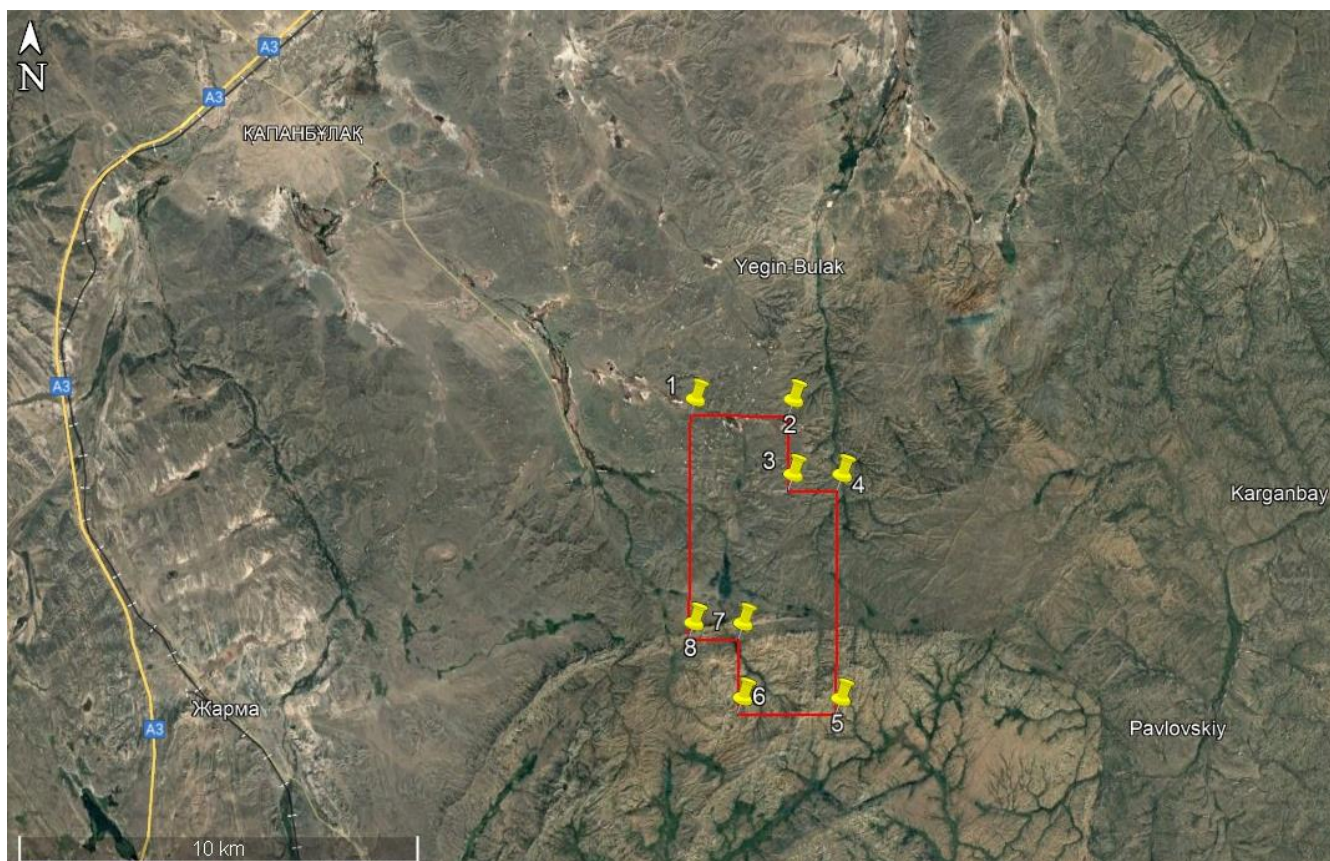 A3
N
A3
ҚАПАНБҰЛАҚ
Yegin-Bulak
A3
1
2
3
4
Karganbay
7
8
6
5
Жарма
A3
Pavlovskiy
10 km